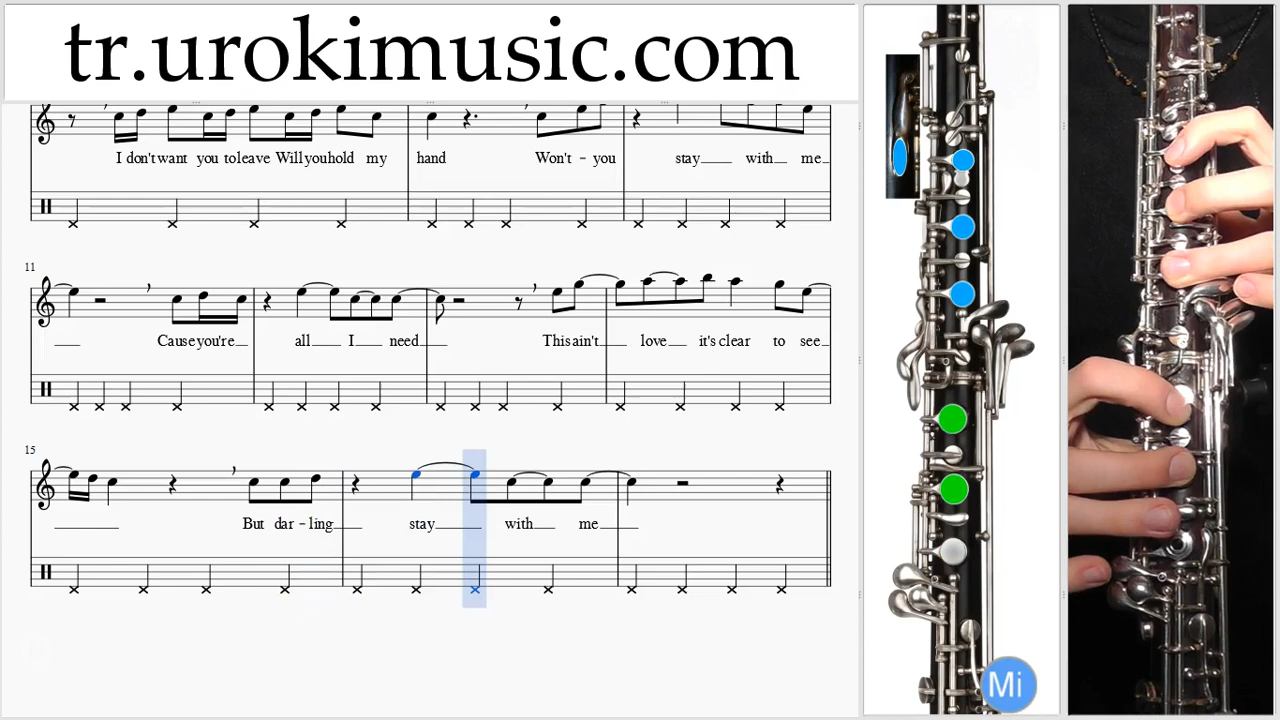 tr.urokimusic.com
I don't want you to leave Will you hold my hand Won't - you stay with me
11
Cause you're all I need This ain't love it's clear to see
15
But dar - ling stay with me
Mi